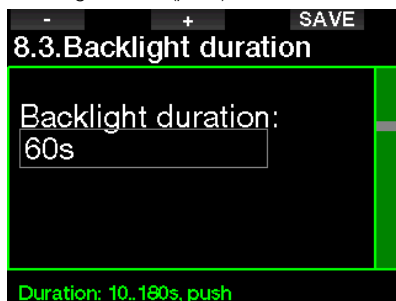 - + SAVE
8.3.Backlight duration
Backlight duration:
60s
Duration: 10..180s, push